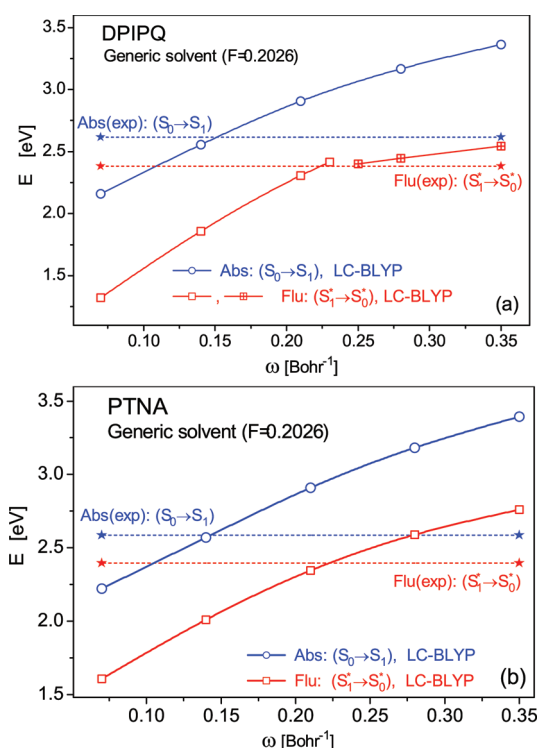 DPIPQ
Generic solvent (F=0.2026)
3.5
3.0
2.5
2.0
1.5
E [eV]
Abs(exp): (S₀→S₁)
Flu(exp): (S₁*→S₀*)
Abs: (S₀→S₁), LC-BLYP
, Flu: (S₁*→S₀*), LC-BLYP
(a)
0.10 0.15 0.20 0.25 0.30 0.35
ω [Bohr⁻¹]
PTNA
Generic solvent (F=0.2026)
3.5
3.0
2.5
2.0
1.5
E [eV]
Abs(exp): (S₀→S₁)
Flu(exp): (S₁*→S₀*)
Abs: (S₀→S₁), LC-BLYP
Flu: (S₁*→S₀*), LC-BLYP
(b)
0.10 0.15 0.20 0.25 0.30 0.35
ω [Bohr⁻¹]